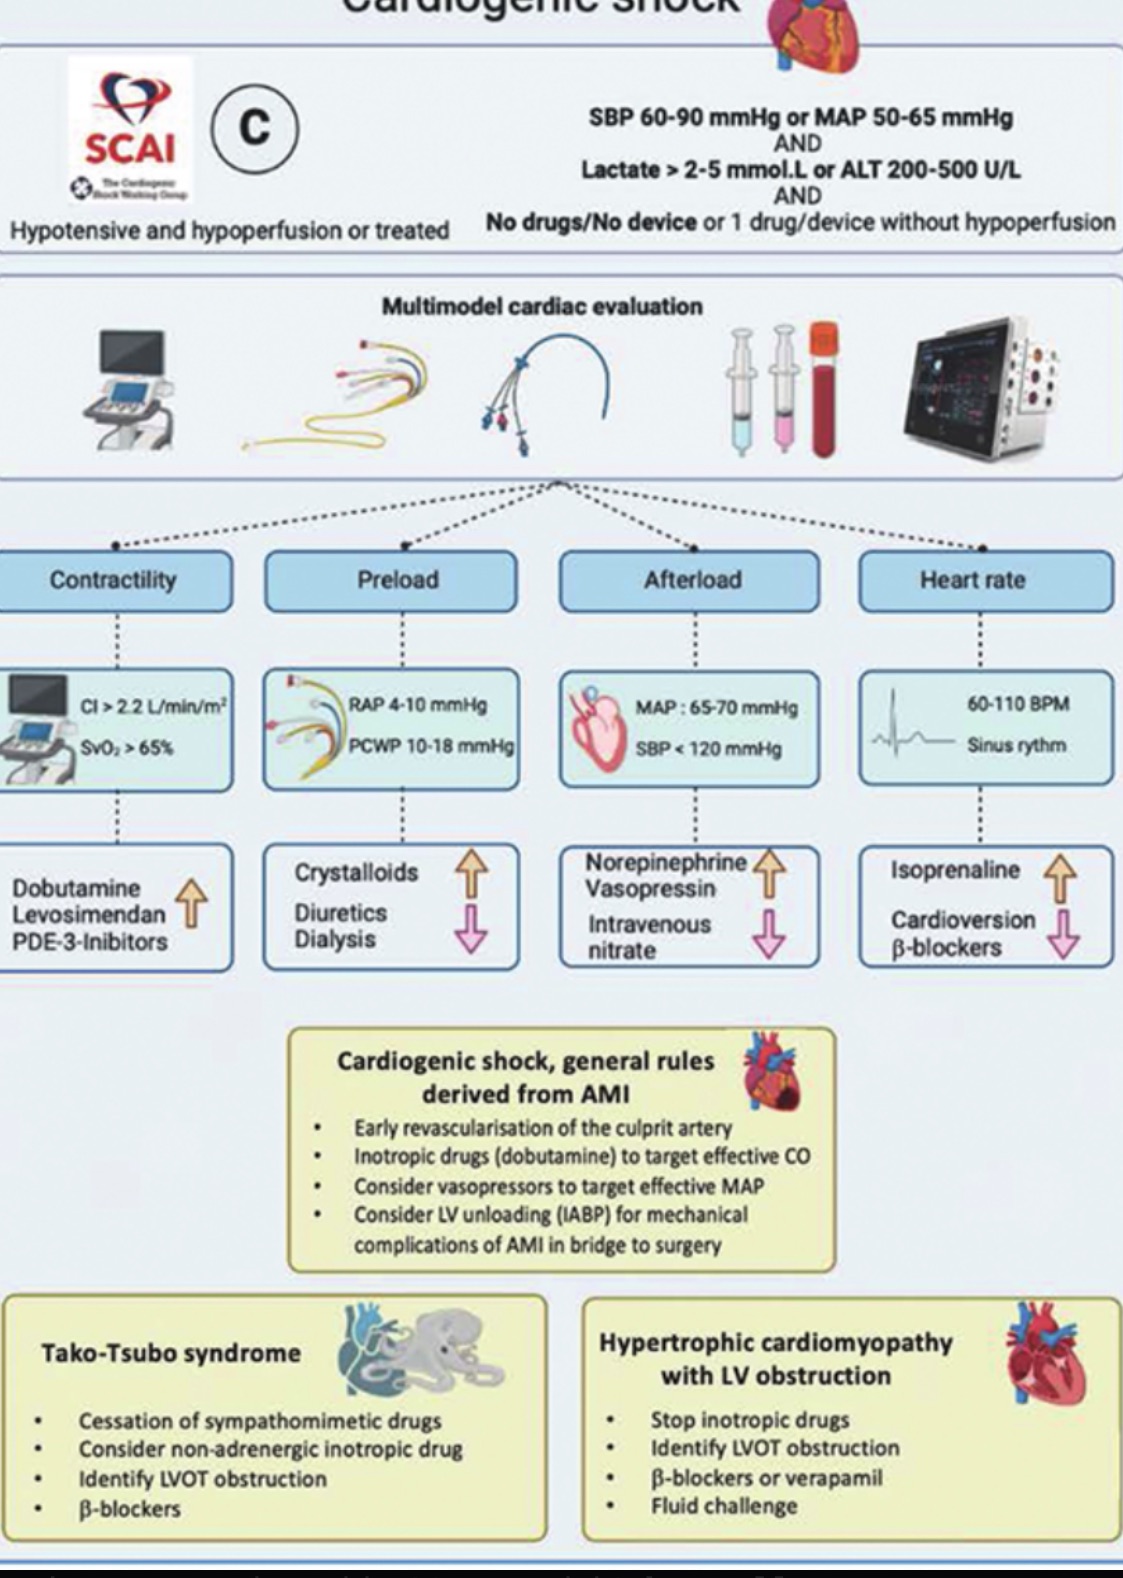 Cardiogenic shock
SCAI
The Cardiogenic
Shock Working Group
C
Hypotensive and hypoperfusion or treated
SBP 60-90 mmHg or MAP 50-65 mmHg
AND
Lactate > 2-5 mmol.L or ALT 200-500 U/L
AND
No drugs/No device or 1 drug/device without hypoperfusion
Multimodel cardiac evaluation
Contractility
Preload
Afterload
Heart rate
CI > 2.2 L/min/m²
SvO₂ > 65%
RAP 4-10 mmHg
PCWP 10-18 mmHg
MAP : 65-70 mmHg
SBP < 120 mmHg
60-110 BPM
Sinus rythm
Dobutamine
Levosimendan
PDE-3-Inibitors
Crystalloids
Diuretics
Dialysis
Norepinephrine
Vasopressin
Intravenous
nitrate
Isoprenaline
Cardioversion
β-blockers
Cardiogenic shock, general rules
derived from AMI
• Early revascularisation of the culprit artery
• Inotropic drugs (dobutamine) to target effective CO
• Consider vasopressors to target effective MAP
• Consider LV unloading (IABP) for mechanical
complications of AMI in bridge to surgery
Tako-Tsubo syndrome
• Cessation of sympathomimetic drugs
• Consider non-adrenergic inotropic drug
• Identify LVOT obstruction
• β-blockers
Hypertrophic cardiomyopathy
with LV obstruction
• Stop inotropic drugs
• Identify LVOT obstruction
• β-blockers or verapamil
• Fluid challenge